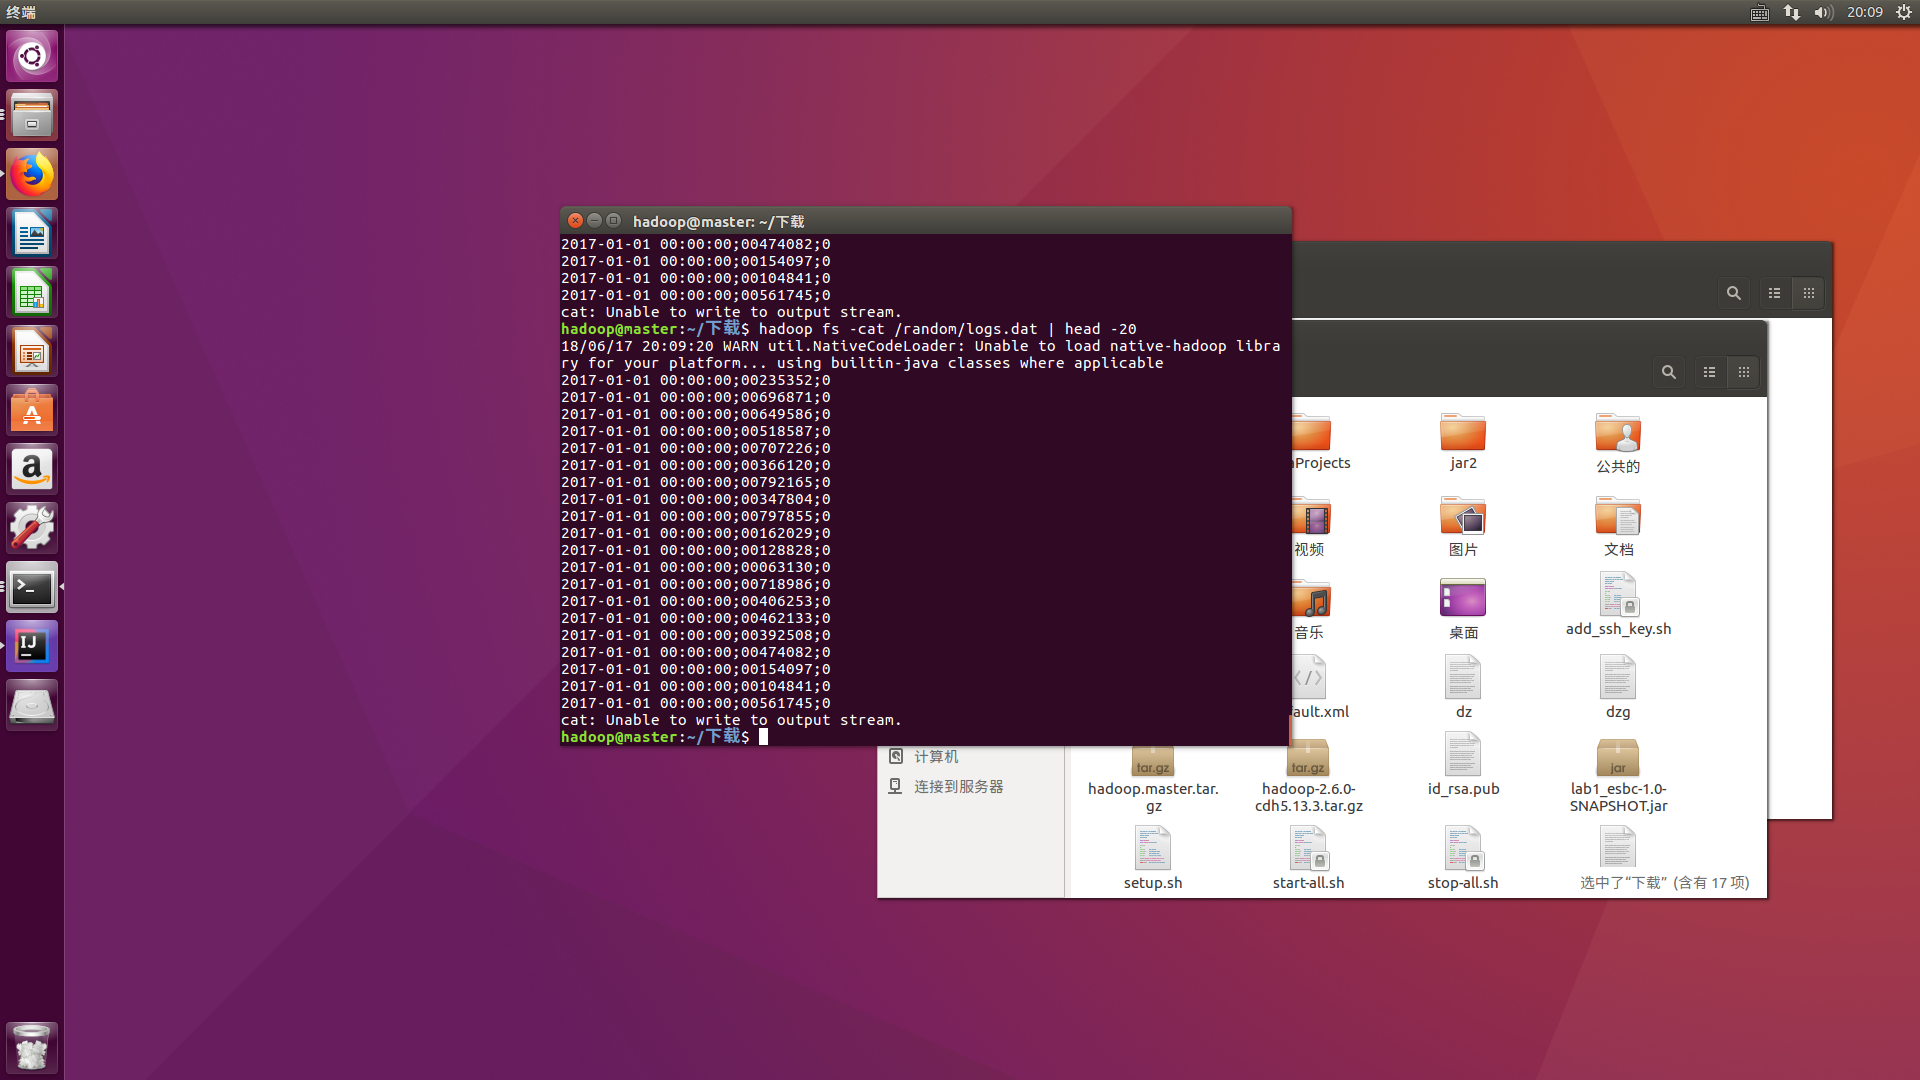 终端
20:09
hadoop@master: ~/下载
2017-01-01 00:00:00;00474082;0
2017-01-01 00:00:00;00154097;0
2017-01-01 00:00:00;00104841;0
2017-01-01 00:00:00;00561745;0
cat: Unable to write to output stream.
hadoop@master:~/下载$ hadoop fs -cat /random/logs.dat | head -20
18/06/17 20:09:20 WARN util.NativeCodeLoader: Unable to load native-hadoop libra
ry for your platform... using builtin-java classes where applicable
2017-01-01 00:00:00;00235352;0
2017-01-01 00:00:00;00696871;0
2017-01-01 00:00:00;00649586;0
2017-01-01 00:00:00;00518587;0
2017-01-01 00:00:00;00707226;0
2017-01-01 00:00:00;00366120;0
2017-01-01 00:00:00;00792165;0
2017-01-01 00:00:00;00347804;0
2017-01-01 00:00:00;00797855;0
2017-01-01 00:00:00;00162029;0
2017-01-01 00:00:00;00128828;0
2017-01-01 00:00:00;00063130;0
2017-01-01 00:00:00;00718986;0
2017-01-01 00:00:00;00406253;0
2017-01-01 00:00:00;00462133;0
2017-01-01 00:00:00;00392508;0
2017-01-01 00:00:00;00474082;0
2017-01-01 00:00:00;00154097;0
2017-01-01 00:00:00;00104841;0
2017-01-01 00:00:00;00561745;0
cat: Unable to write to output stream.
hadoop@master:~/下载$
Projects
jar2
公共的
视频
图片
文档
音乐
桌面
add_ssh_key.sh
ault.xml
dz
dzg
计算机
连接到服务器
tar.gz
tar.gz
jar
hadoop.master.tar.
gz
hadoop-2.6.0-
cdh5.13.3.tar.gz
id_rsa.pub
lab1_esbc-1.0-
SNAPSHOT.jar
setup.sh
start-all.sh
stop-all.sh
选中了“下载” (含有 17 项)
a
IJ